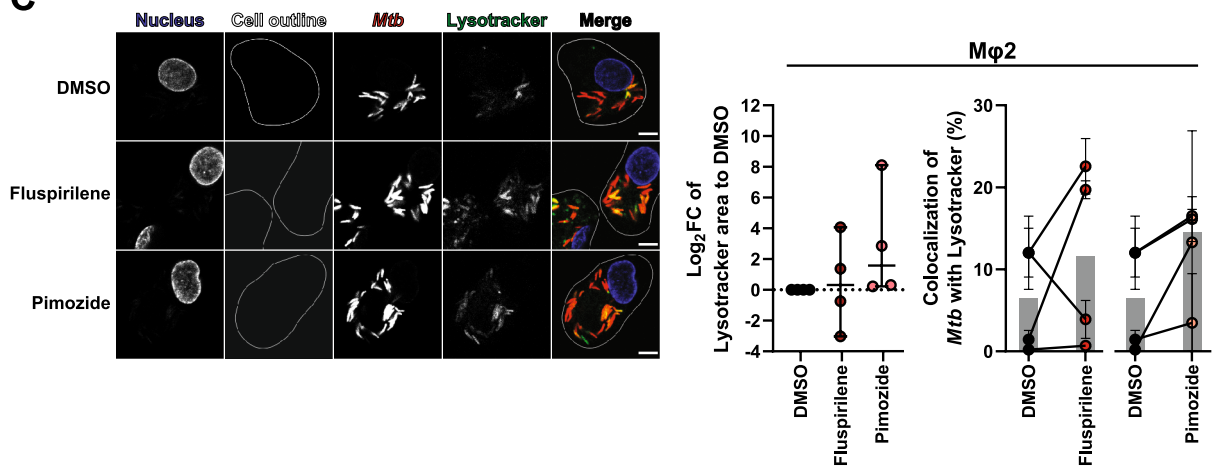 C
Nucleus Cell outline Mtb Lysotracker Merge
DMSO
Fluspirilene
Pimozide
Mφ2
Log2FC of
Lysotracker area to DMSO
12
10
8
6
4
2
0
-2
-4
DMSO
Fluspirilene
Pimozide
Colocalization of
Mtb with Lysotracker (%)
30
20
10
0
DMSO
Fluspirilene
DMSO
Pimozide